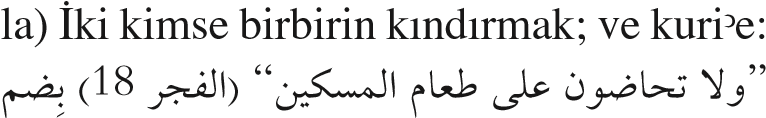 la) İki kimse birbirin kındırmak; ve kuriʾe:
”ولا تحاضون على طعام المسكين“ (الفجر 18) بِضم